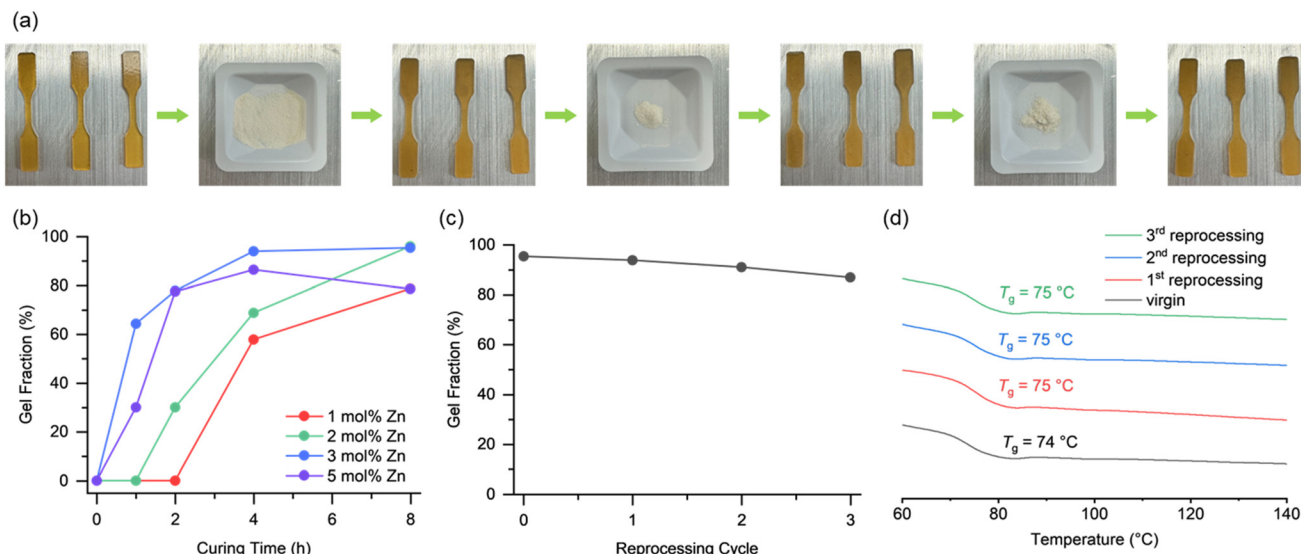 (a)
(b)
100
80
60
40
20
0
Gel Fraction (%)
0 2 4 6 8
Curing Time (h)
1 mol% Zn
2 mol% Zn
3 mol% Zn
5 mol% Zn
(c)
100
80
60
40
20
0
Gel Fraction (%)
0 1 2 3
Reprocessing Cycle
(d)
3rd reprocessing
2nd reprocessing
1st reprocessing
virgin
Tg = 75 °C
Tg = 75 °C
Tg = 75 °C
Tg = 74 °C
60 80 100 120 140
Temperature (°C)